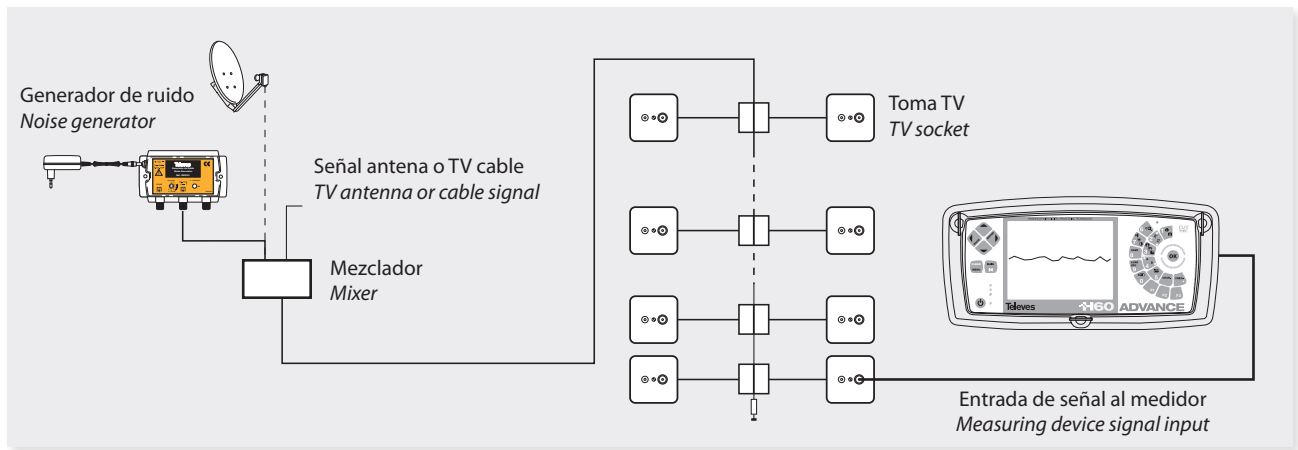 Generador de ruido
Noise generator
Señal antena o TV cable
TV antenna or cable signal
Mezclador
Mixer
Toma TV
TV socket
Televes
H60 ADVANCE
OK
Entrada de señal al medidor
Measuring device signal input